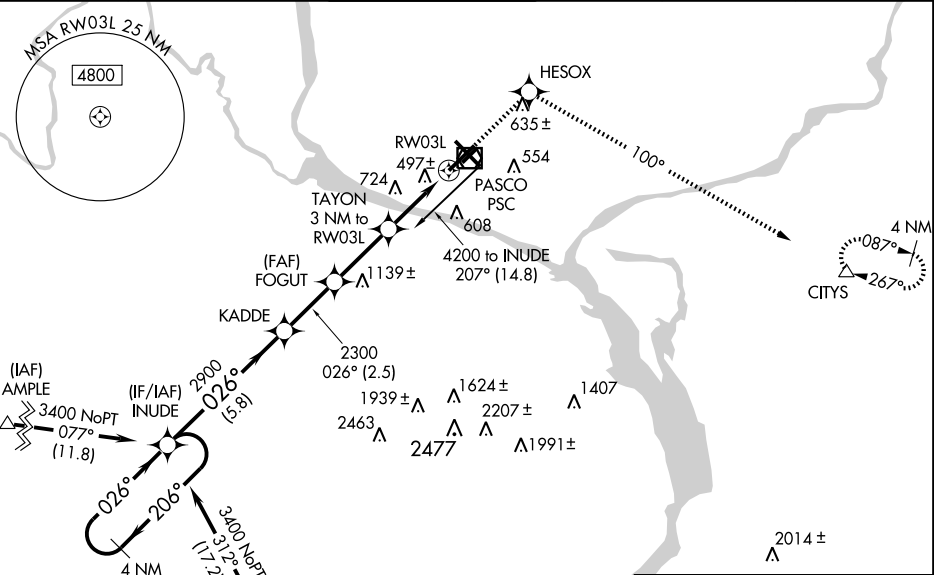 MSA RW03L 25 NM
4800
HESOX
635±
RW03L
497±
554
724
PASCO
PSC
100°
TAYON
3 NM to
RW03L
608
4 NM
087°
267°
CITYS
4200 to INUDE
207° (14.8)
(FAF)
FOGUT
1139±
KADDE
2300
026° (2.5)
2900
026°
(5.8)
(IAF)
AMPLE
3400 NoPT
077°
(11.8)
(IF/IAF)
INUDE
1624±
1407
1939±
2207±
2463
2477
1991±
026°
206°
4 NM
3400 NoPT
312°
2014±